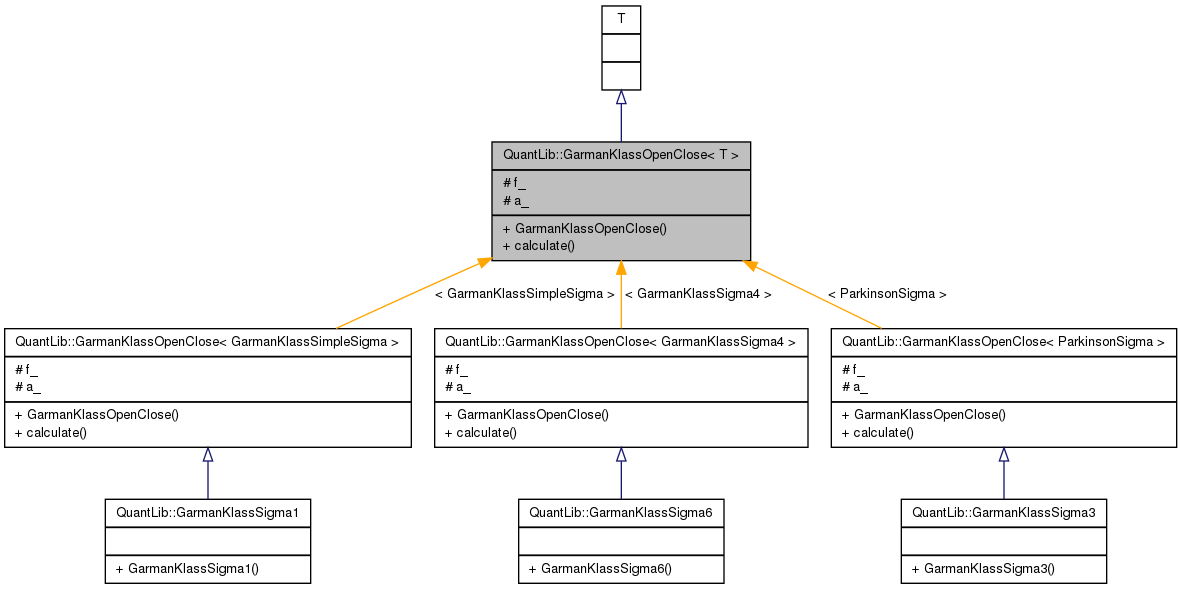 T
QuantLib::GarmanKlassOpenClose< T >
# f_
# a_
+ GarmanKlassOpenClose()
+ calculate()
< GarmanKlassSimpleSigma >
< GarmanKlassSigma4 >
< ParkinsonSigma >
QuantLib::GarmanKlassOpenClose< GarmanKlassSimpleSigma >
# f_
# a_
+ GarmanKlassOpenClose()
+ calculate()
QuantLib::GarmanKlassOpenClose< GarmanKlassSigma4 >
# f_
# a_
+ GarmanKlassOpenClose()
+ calculate()
QuantLib::GarmanKlassOpenClose< ParkinsonSigma >
# f_
# a_
+ GarmanKlassOpenClose()
+ calculate()
QuantLib::GarmanKlassSigma1
+ GarmanKlassSigma1()
QuantLib::GarmanKlassSigma6
+ GarmanKlassSigma6()
QuantLib::GarmanKlassSigma3
+ GarmanKlassSigma3()